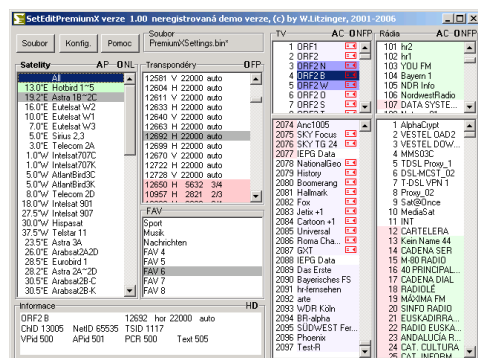 SetEditPremiumX verze 1.00 neregistrovaná demo verze, (c) by W.Litzinger, 2001-2006
Soubor
Konfig.
Pomoc
Soubor
PremiumXSettings.bin*
Satelity AP - ONL
All
13.0°E Hotbird 1~5
19.2°E Astra 1B~2C
16.0°E Eutelsat W2
10.0°E Eutelsat W1
7.0°E Eutelsat W3
5.0°E Sirius 2,3
3.0°E Telecom 2A
1.0°W Intelsat707C
1.0°W Intelsat707K
5.0°W AtlantBird3C
5.0°W AtlantBird3K
8.0°W Telecom 2D
18.0°W Intelsat 901
27.5°W Intelsat 907
30.0°W Hispasat
37.5°W Telstar 11
23.5°E Astra 3A
26.0°E Arabsat2A2D
28.5°E Eurobird 1
28.2°E Astra 2A~2D
30.5°E Arabsat2B-C
30.5°E Arabsat2B-K
Transpondéry OFP
12581 V 22000 auto
12604 H 22000 auto
12611 V 22000 auto
12640 V 22000 auto
12663 H 22000 auto
12692 H 22000 auto
12699 V 22000 auto
12670 V 22000 auto
12722 H 22000 auto
12728 V 22000 auto
12650 H 5632 3/4
10957 H 2821 2/3
FAV
Sport
Musik
Nachrichten
FAV 4
FAV 5
FAV 6
FAV 7
FAV 8
Informace HD -
ORF2 B 12692 hor 22000 auto
ChID 13005 NetID 65535 TSID 1117
VPid 500 APid 501 PCR 500 Text 505
TV AC - ONFP
1 ORF1
2 ORF2
3 ORF2 N
4 ORF2 B
5 ORF2 W
6 ORF2 O
7 ORF2 S
2074 Anc1005
2075 SKY Focus
2076 SKY TG 24
2077 IEPG Data
2078 NationalGeo
2079 History
2080 Boomerang
2081 Hallmark
2082 Fox
2083 Jetix +1
2084 Cartoon +1
2085 Universal
2086 Roma Cha...
2087 GXT
2088 IEPG Data
2089 Das Erste
2090 Bayerisches FS
2091 hr-fernsehen
2092 arte
2093 WDR Köln
2094 BR-alpha
2095 SÜDWEST Fer...
2096 Phoenix
2097 Test-R
Rádia AC - ONFP
101 hr2
102 hr1
103 YOU FM
104 Bayern 1
105 NDR Info
106 NordwestRadio
107 DATA SYSTE...
1 AlphaCrypt
2 VESTEL OAD2
3 VESTEL DOW...
4 MMS03C
5 TDSL Proxy_1
6 DSL-MCST_02
7 T-DSL VPN 1
8 Proxy_02
9 Sat@Once
10 MediaSat
11 INT
12 CARTELERA
13 Kein Name 44
14 CADENA SER
15 M-80 RADIO
16 40 PRINCIPAL...
17 CADENA DIAL
18 RADIOLÉ
19 MÁXIMA FM
20 SINFO RADIO
21 EUSKADIRRA...
22 RADIO EUSKA...
23 ANDALUCÍA R...
24 CAT. CULTURA
25 CAT. INFORM